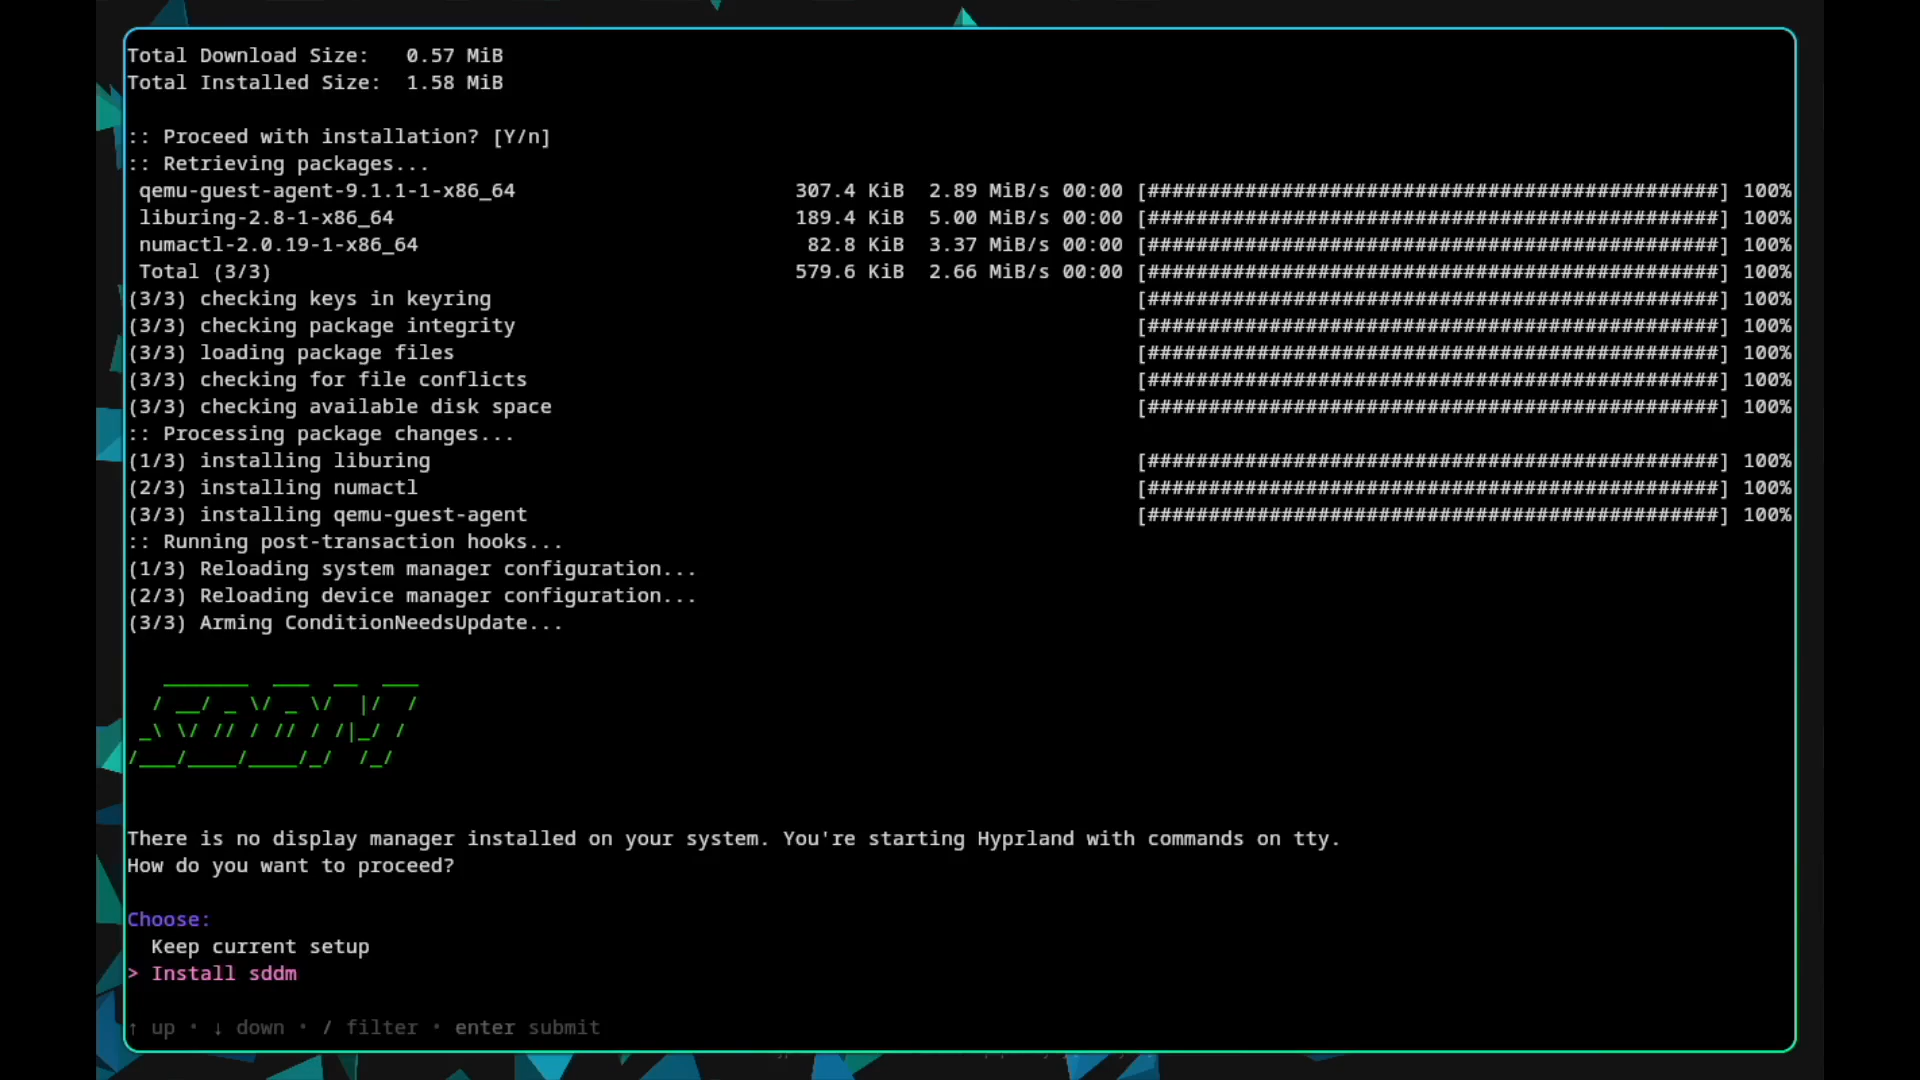 Total Download Size:   0.57 MiB
Total Installed Size:  1.58 MiB
:: Proceed with installation? [Y/n]
:: Retrieving packages...
qemu-guest-agent-9.1.1-1-x86_64 307.4 KiB 2.89 MiB/s 00:00 [###############################################] 100%
liburing-2.8-1-x86_64 189.4 KiB 5.00 MiB/s 00:00 [###############################################] 100%
numactl-2.0.19-1-x86_64 82.8 KiB 3.37 MiB/s 00:00 [###############################################] 100%
Total (3/3) 579.6 KiB 2.66 MiB/s 00:00 [###############################################] 100%
(3/3) checking keys in keyring [###############################################] 100%
(3/3) checking package integrity [###############################################] 100%
(3/3) loading package files [###############################################] 100%
(3/3) checking for file conflicts [###############################################] 100%
(3/3) checking available disk space [###############################################] 100%
:: Processing package changes...
(1/3) installing liburing [###############################################] 100%
(2/3) installing numactl [###############################################] 100%
(3/3) installing qemu-guest-agent [###############################################] 100%
:: Running post-transaction hooks...
(1/3) Reloading system manager configuration...
(2/3) Reloading device manager configuration...
(3/3) Arming ConditionNeedsUpdate...
SDDM
There is no display manager installed on your system. You're starting Hyprland with commands on tty.
How do you want to proceed?
Choose:
Keep current setup
> Install sddm
↑ up • ↓ down • / filter • enter submit